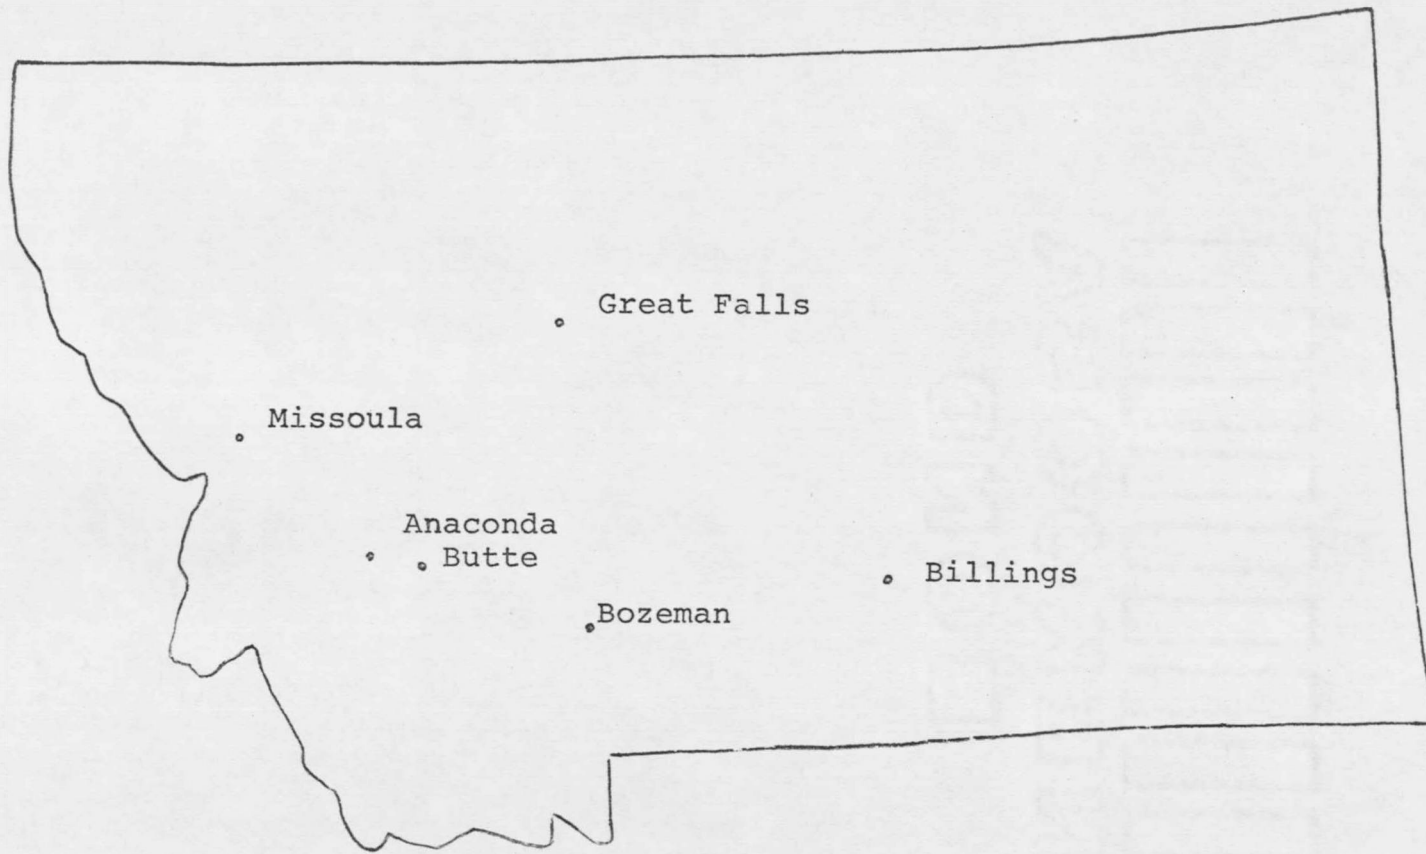 Great Falls
Missoula
Anaconda
Butte
Billings
Bozeman